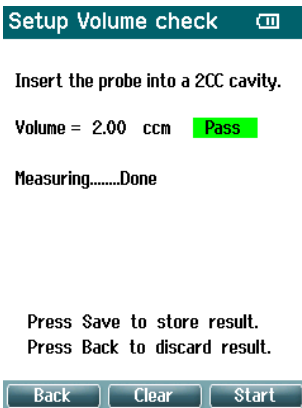 Setup Volume check
Insert the probe into a 2CC cavity.
Volume = 2.00 ccm Pass
Measuring........Done
Press Save to store result.
Press Back to discard result.
Back Clear Start